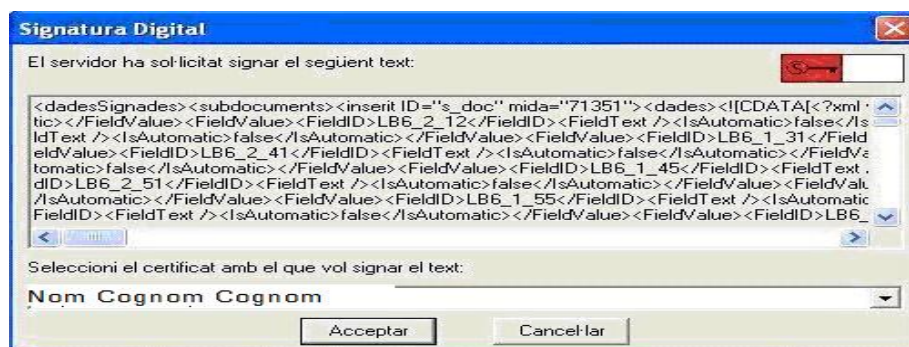 Signatura Digital
El servidor ha sol·licitat signar el següent text:
<dadesSignades><subdocuments><inserit ID="s_doc" mida="71351"><dades><![CDATA[<?xml
tic></FieldValue><FieldValue><FieldID>LB6_2_12</FieldID><FieldText /><IsAutomatic>false</Is
ldText /><IsAutomatic>false</IsAutomatic></FieldValue><FieldValue><FieldID>LB6_1_31</Field
eldValue><FieldID>LB6_2_41</FieldID><FieldText /><IsAutomatic>false</IsAutomatic></FieldVa
tomatic>false</IsAutomatic></FieldValue><FieldValue><FieldID>LB6_1_45</FieldID><FieldText
dID>LB6_2_51</FieldID><FieldText /><IsAutomatic>false</IsAutomatic></FieldValue><FieldValu
/IsAutomatic></FieldValue><FieldValue><FieldID>LB6_1_55</FieldID><FieldText /><IsAutomatic
FieldID><FieldText /><IsAutomatic>false</IsAutomatic></FieldValue><FieldValue><FieldID>LB6_
Seleccioni el certificat amb el que vol signar el text:
Nom Cognom Cognom
Acceptar
Cancel·lar